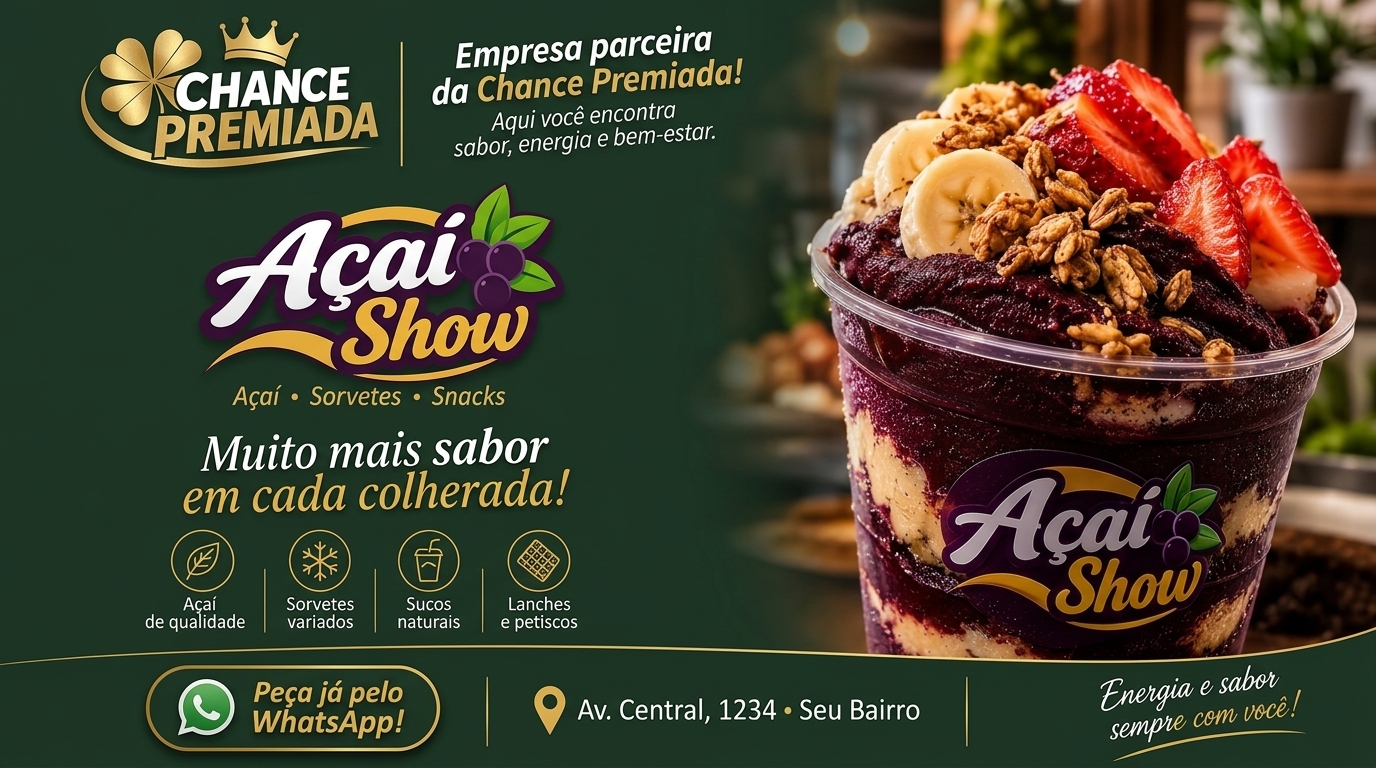 CHANCE
PREMIADA
Empresa parceira
da Chance Premiada!
Aqui você encontra
sabor, energia e bem-estar.
Açaí
Show
Açaí • Sorvetes • Snacks
Muito mais sabor
em cada colherada!
Açaí
de qualidade
Sorvetes
variados
Sucos
naturais
Lanches
e petiscos
Açaí
Show
Peça já pelo
WhatsApp!
Av. Central, 1234 • Seu Bairro
Energia e sabor
sempre com você!